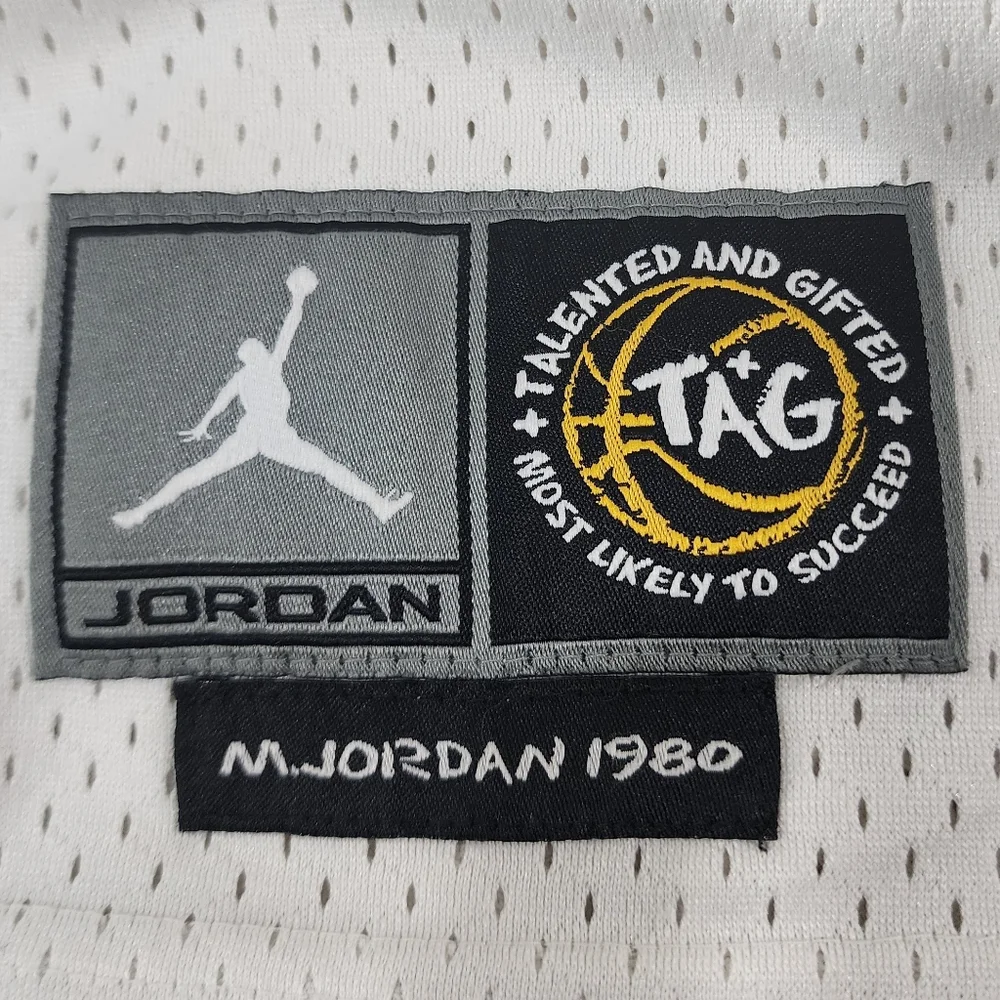 JORDAN
+ TALENTED AND GIFTED +
MOST LIKELY TO SUCCEED
TAG
M.JORDAN 1980